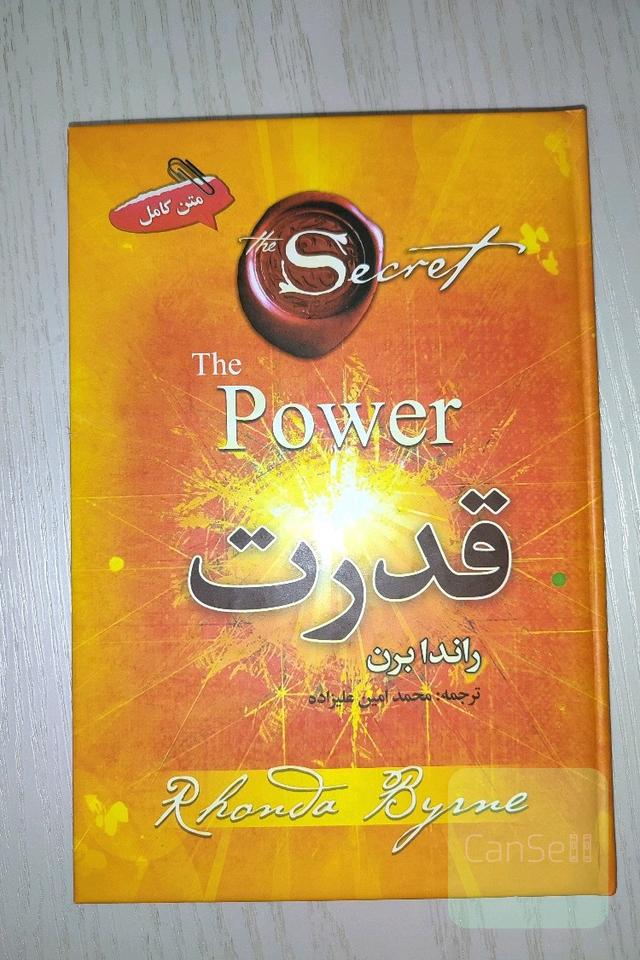 متن کامل
the Secret
The
Power
قدرت
راندا برن
ترجمه: محمد امین علیزاده
Rhonda Byrne
CanSell